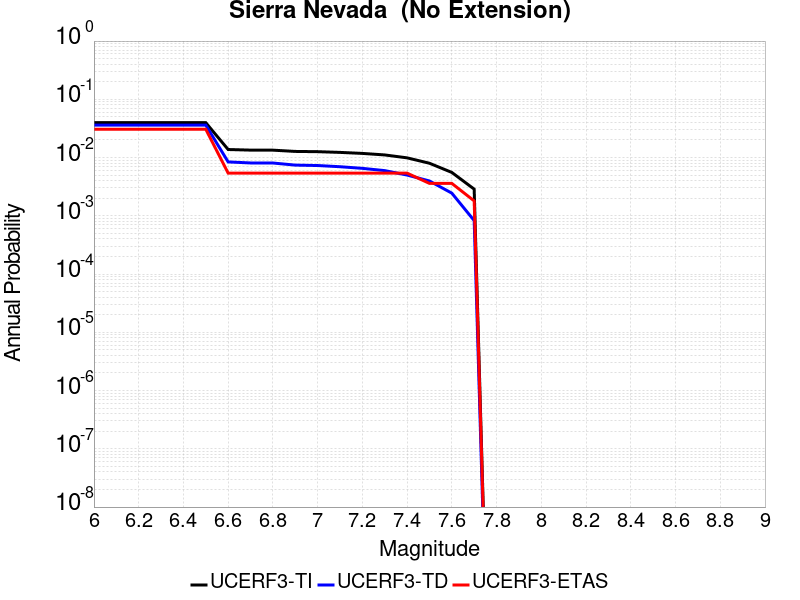 Sierra Nevada  (No Extension)
Annual Probability
10^0
10^-1
10^-2
10^-3
10^-4
10^-5
10^-6
10^-7
10^-8
6 6.2 6.4 6.6 6.8 7 7.2 7.4 7.6 7.8 8 8.2 8.4 8.6 8.8 9
Magnitude
UCERF3-TI UCERF3-TD UCERF3-ETAS